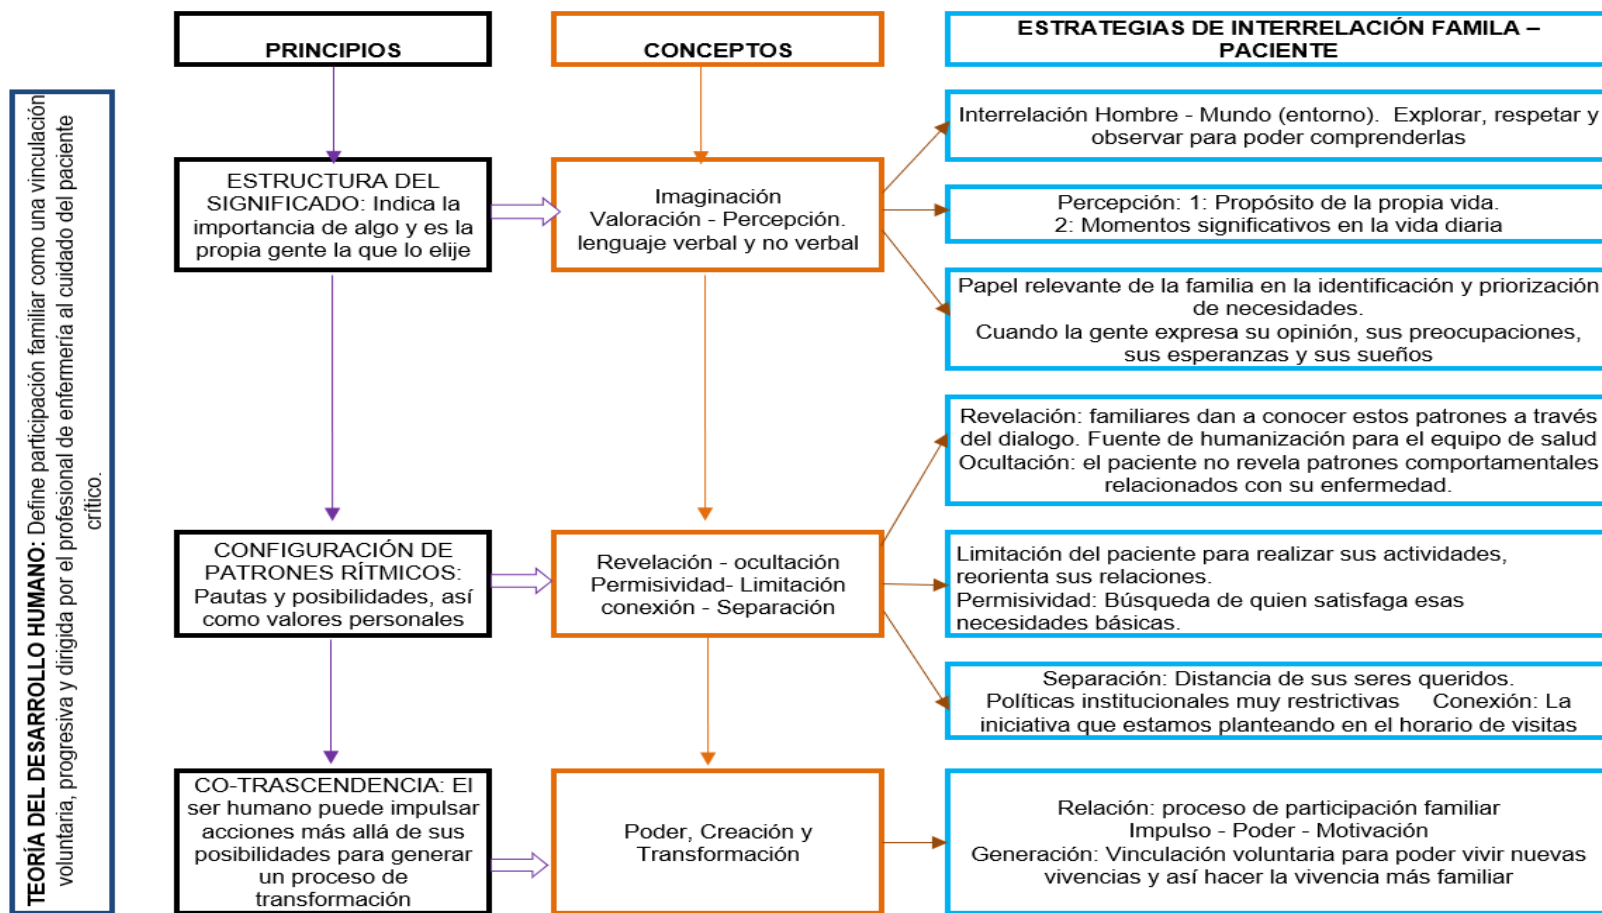 PRINCIPIOS
CONCEPTOS
ESTRATEGIAS DE INTERRELACIÓN FAMILA –
PACIENTE
TEORÍA DEL DESARROLLO HUMANO: Define participación familiar como una vinculación
voluntaria, progresiva y dirigida por el profesional de enfermería al cuidado del paciente
crítico.
ESTRUCTURA DEL
SIGNIFICADO: Indica la
importancia de algo y es la
propia gente la que lo elije
Imaginación
Valoración - Percepción.
lenguaje verbal y no verbal
Interrelación Hombre - Mundo (entorno). Explorar, respetar y
observar para poder comprenderlas
Percepción: 1: Propósito de la propia vida.
2: Momentos significativos en la vida diaria
Papel relevante de la familia en la identificación y priorización
de necesidades.
Cuando la gente expresa su opinión, sus preocupaciones,
sus esperanzas y sus sueños
CONFIGURACIÓN DE
PATRONES RÍTMICOS:
Pautas y posibilidades, así
como valores personales
Revelación - ocultación
Permisividad- Limitación
conexión - Separación
Revelación: familiares dan a conocer estos patrones a través
del dialogo. Fuente de humanización para el equipo de salud
Ocultación: el paciente no revela patrones comportamentales
relacionados con su enfermedad.
Limitación del paciente para realizar sus actividades,
reorienta sus relaciones.
Permisividad: Búsqueda de quien satisfaga esas
necesidades básicas.
Separación: Distancia de sus seres queridos.
Políticas institucionales muy restrictivas Conexión: La
iniciativa que estamos planteando en el horario de visitas
CO-TRASCENDENCIA: El
ser humano puede impulsar
acciones más allá de sus
posibilidades para generar
un proceso de
transformación
Poder, Creación y
Transformación
Relación: proceso de participación familiar
Impulso - Poder - Motivación
Generación: Vinculación voluntaria para poder vivir nuevas
vivencias y así hacer la vivencia más familiar